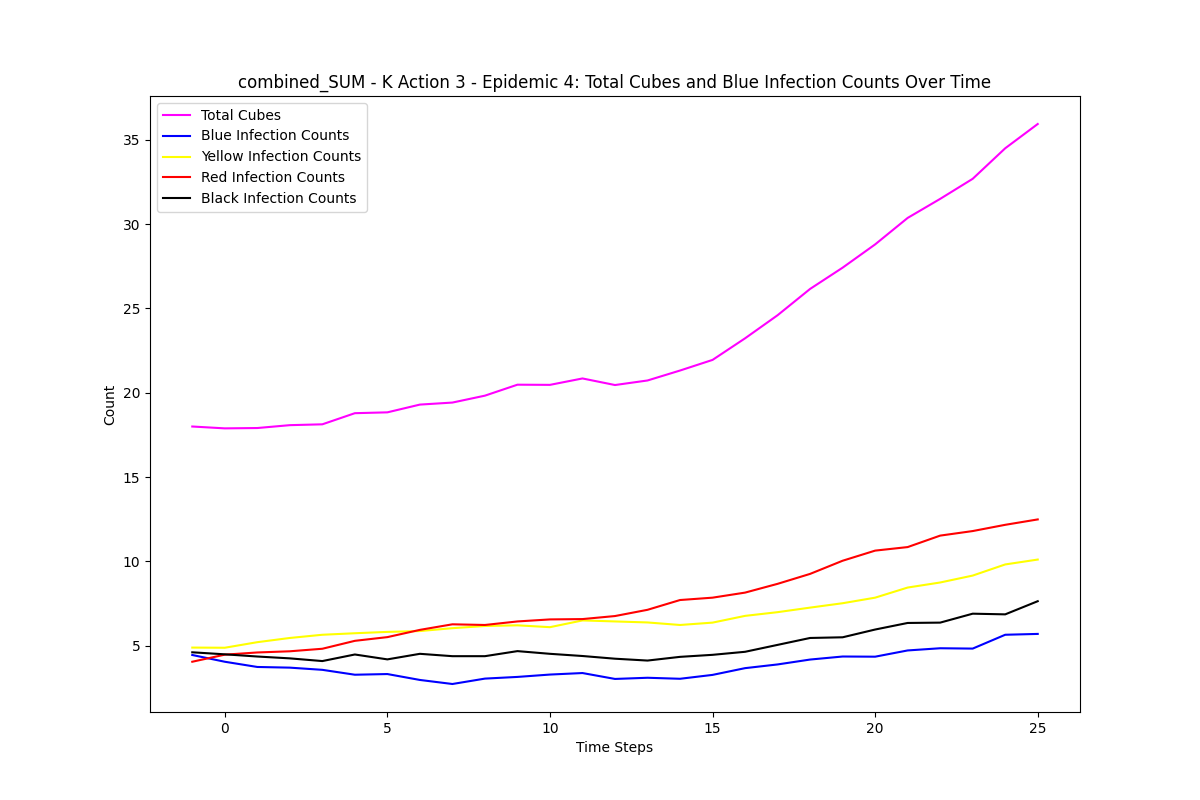 combined_SUM - K Action 3 - Epidemic 4: Total Cubes and Blue Infection Counts Over Time
Total Cubes
Blue Infection Counts
Yellow Infection Counts
Red Infection Counts
Black Infection Counts
35
30
25
20
15
10
5
Count
0 5 10 15 20 25
Time Steps